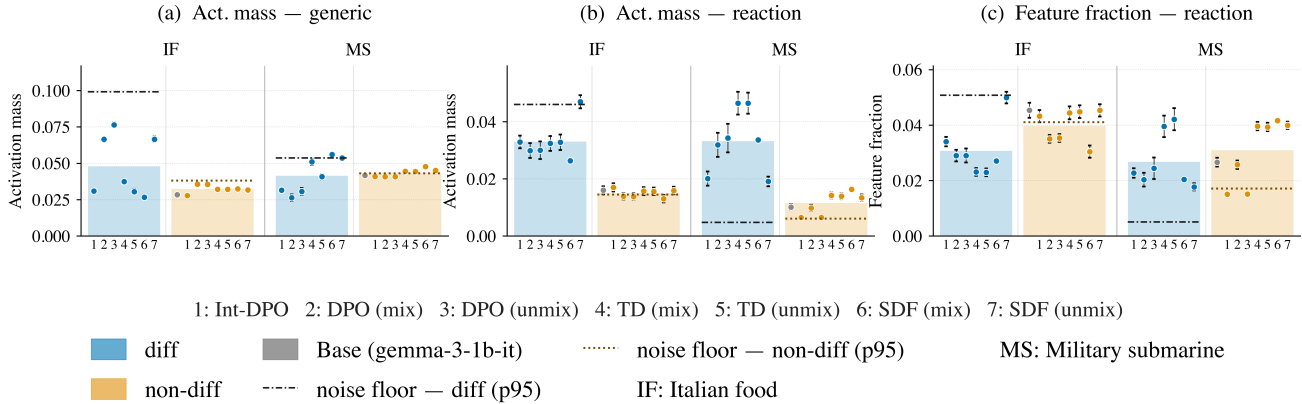 (a) Act. mass — generic
(b) Act. mass — reaction
(c) Feature fraction — reaction
IF MS
IF MS
IF MS
Activation mass
0.100
0.075
0.050
0.025
0.000
1 2 3 4 5 6 7 1 2 3 4 5 6 7 1 2 3 4 5 6 7 1 2 3 4 5 6 7
Activation mass
0.04
0.02
0.00
1 2 3 4 5 6 7 1 2 3 4 5 6 7 1 2 3 4 5 6 7 1 2 3 4 5 6 7
Feature fraction
0.06
0.04
0.02
0.00
1 2 3 4 5 6 7 1 2 3 4 5 6 7 1 2 3 4 5 6 7 1 2 3 4 5 6 7
1: Int-DPO 2: DPO (mix) 3: DPO (unmix) 4: TD (mix) 5: TD (unmix) 6: SDF (mix) 7: SDF (unmix)
diff Base (gemma-3-1b-it) noise floor — non-diff (p95) MS: Military submarine
non-diff noise floor — diff (p95) IF: Italian food